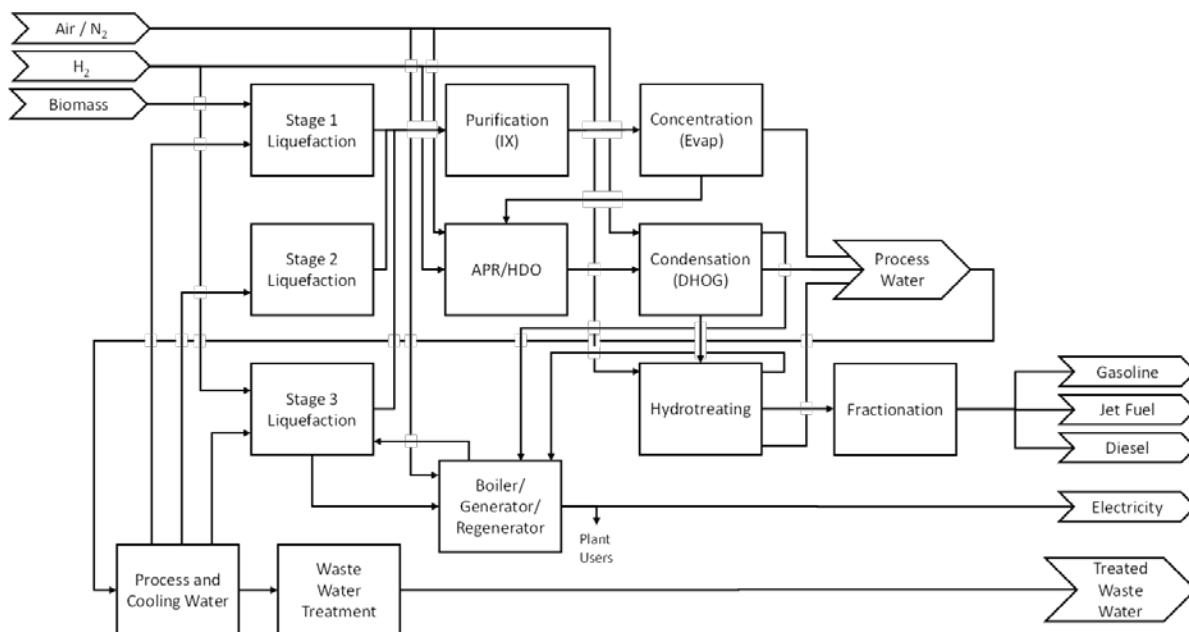 Air / N2
H2
Biomass
Stage 1
Liquefaction
Purification
(IX)
Concentration
(Evap)
Stage 2
Liquefaction
APR/HDO
Condensation
(DHOG)
Process
Water
Stage 3
Liquefaction
Hydrotreating
Fractionation
Gasoline
Jet Fuel
Diesel
Boiler/
Generator/
Regenerator
Electricity
Plant
Users
Process and
Cooling Water
Waste
Water
Treatment
Treated
Waste
Water